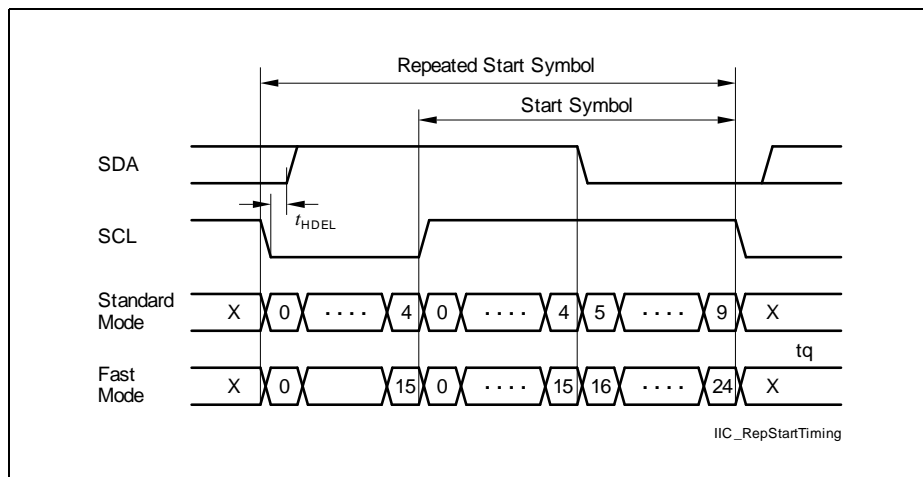 Repeated Start Symbol
Start Symbol
SDA
tHDEL
SCL
Standard Mode
X 0 .... 4 0 .... 4 5 .... 9 X
tq
Fast Mode
X 0 15 0 .... 15 16 .... 24 X
IIC_RepStartTiming